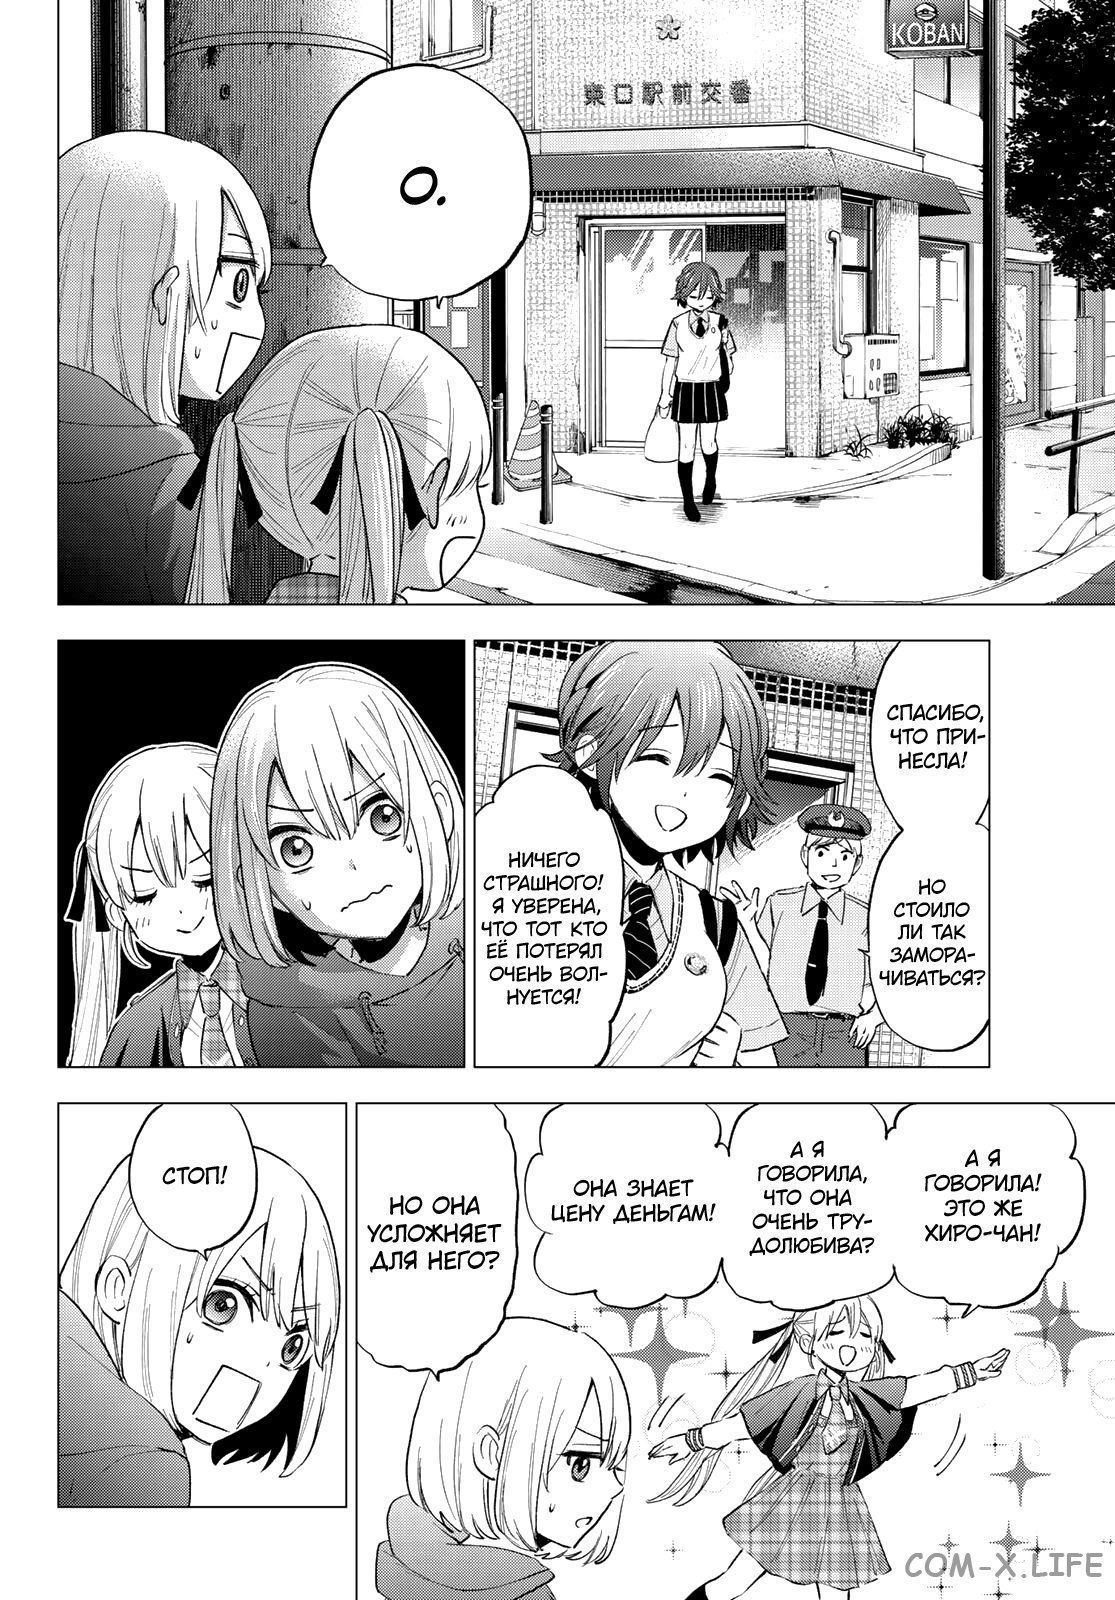 KOBAN
東口駅前交番
О.
СПАСИБО,
ЧТО ПРИ-
НЕСЛА!
НО
СТОИЛО
ЛИ ТАК
ЗАМОРА-
ЧИВАТЬСЯ?
НИЧЕГО
СТРАШНОГО!
Я УВЕРЕНА,
ЧТО ТОТ КТО
ЕЁ ПОТЕРЯЛ
ОЧЕНЬ ВОЛ-
НУЕТСЯ!
А Я
ГОВОРИЛА!
ЭТО ЖЕ
ХИРО-ЧАН!
А Я
ГОВОРИЛА,
ЧТО ОНА
ОЧЕНЬ ТРУ-
ДОЛЮБИВА?
ОНА ЗНАЕТ
ЦЕНУ ДЕНЬГАМ!
НО ОНА
УСЛОЖНЯЕТ
ДЛЯ НЕГО?
СТОП!
COM-X.LIFE